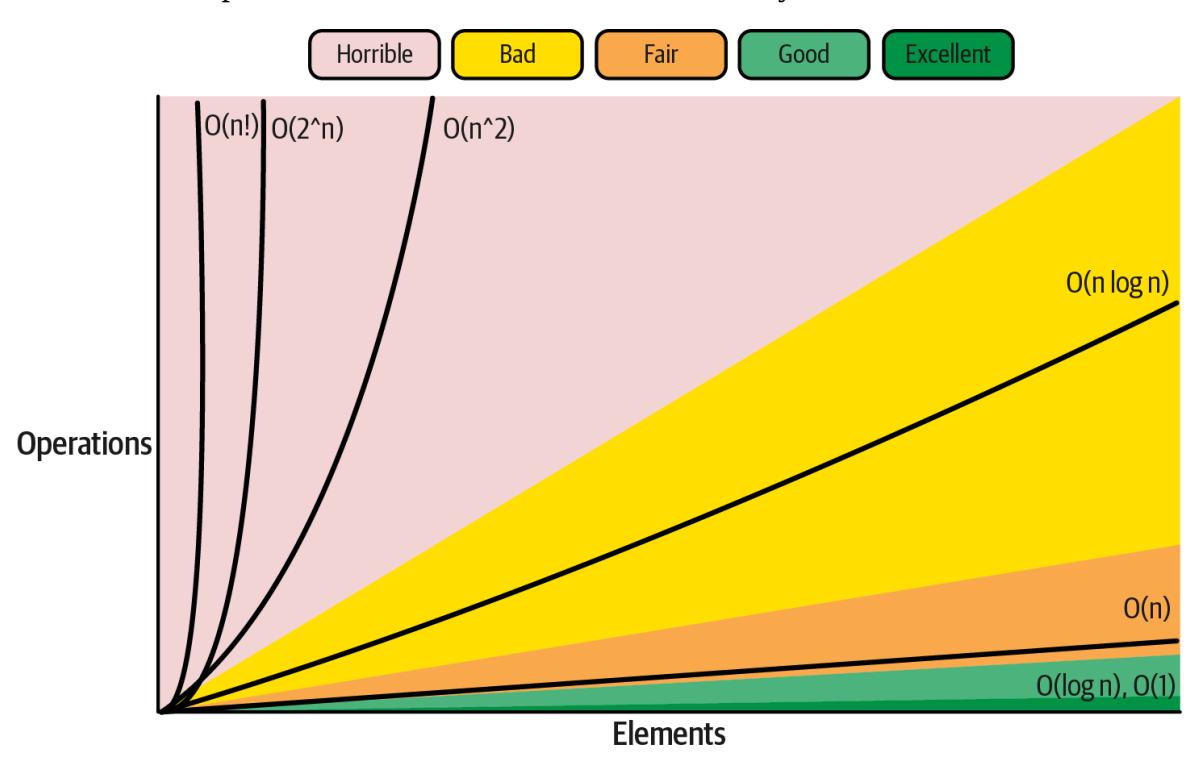 Horrible
Bad
Fair
Good
Excellent
O(n!)
O(2^n)
O(n^2)
O(n log n)
Operations
O(n)
O(log n), O(1)
Elements